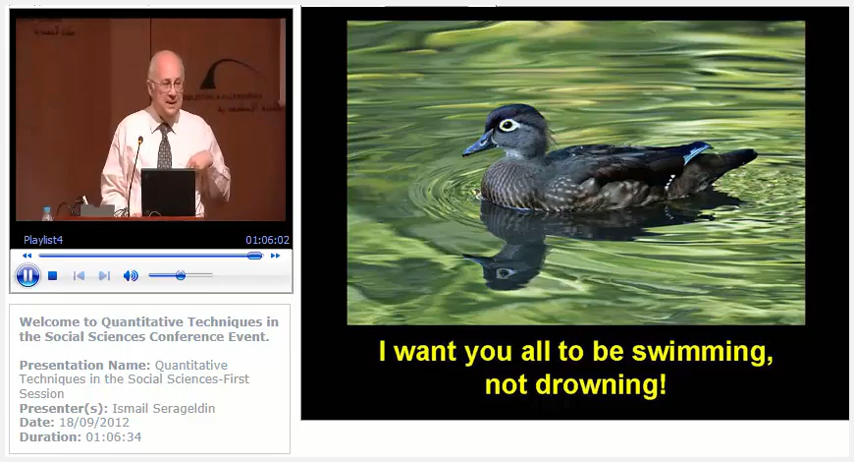 Playlist4 01:06:02
Welcome to Quantitative Techniques in
the Social Sciences Conference Event.
Presentation Name: Quantitative
Techniques in the Social Sciences-First
Session
Presenter(s): Ismail Serageldin
Date: 18/09/2012
Duration: 01:06:34
I want you all to be swimming,
not drowning!